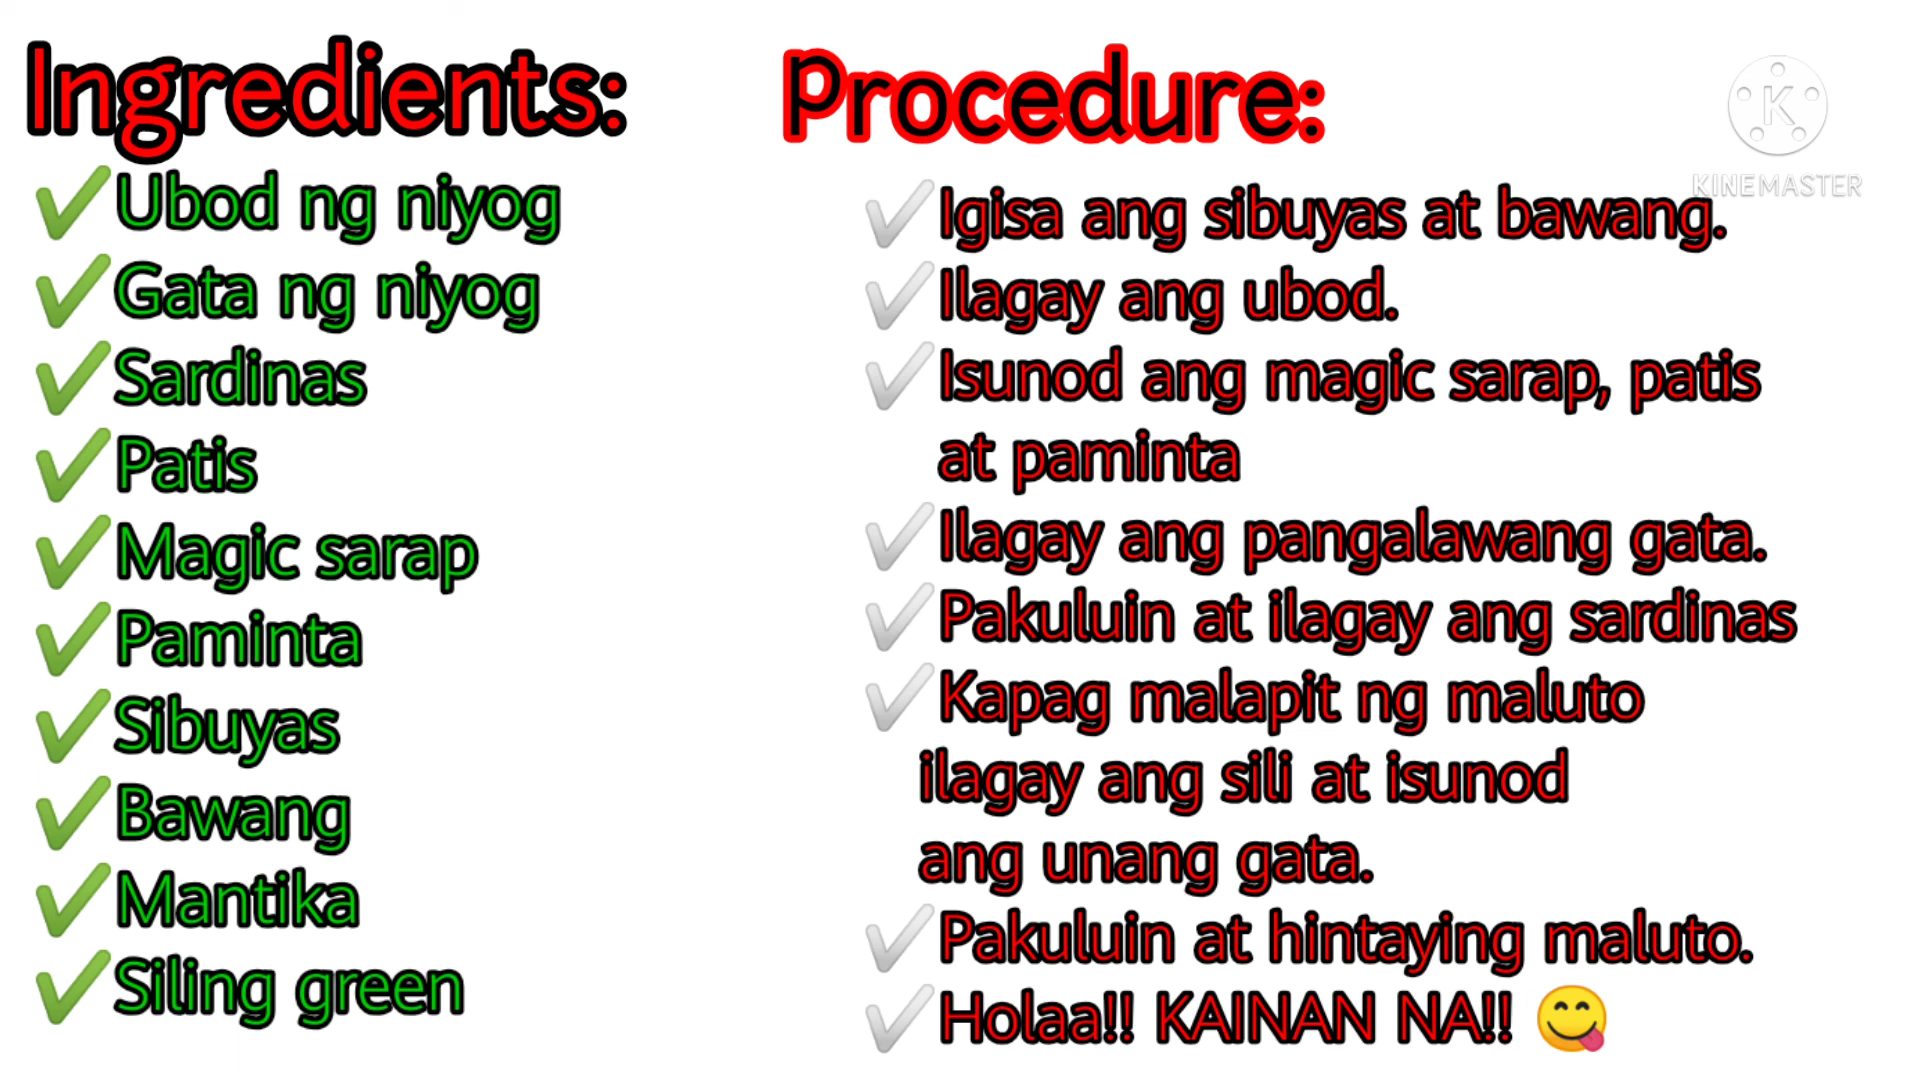 Ingredients:
✔Ubod ng niyog
✔Gata ng niyog
✔Sardinas
✔Patis
✔Magic sarap
✔Paminta
✔Sibuyas
✔Bawang
✔Mantika
✔Siling green
Procedure:
✔Igisa ang sibuyas at bawang.
✔Ilagay ang ubod.
✔Isunod ang magic sarap, patis
at paminta
✔Ilagay ang pangalawang gata.
✔Pakuluin at ilagay ang sardinas
✔Kapag malapit ng maluto
ilagay ang sili at isunod
ang unang gata.
✔Pakuluin at hintaying maluto.
✔Holaa!! KAINAN NA!! 😋
K
KINEMASTER